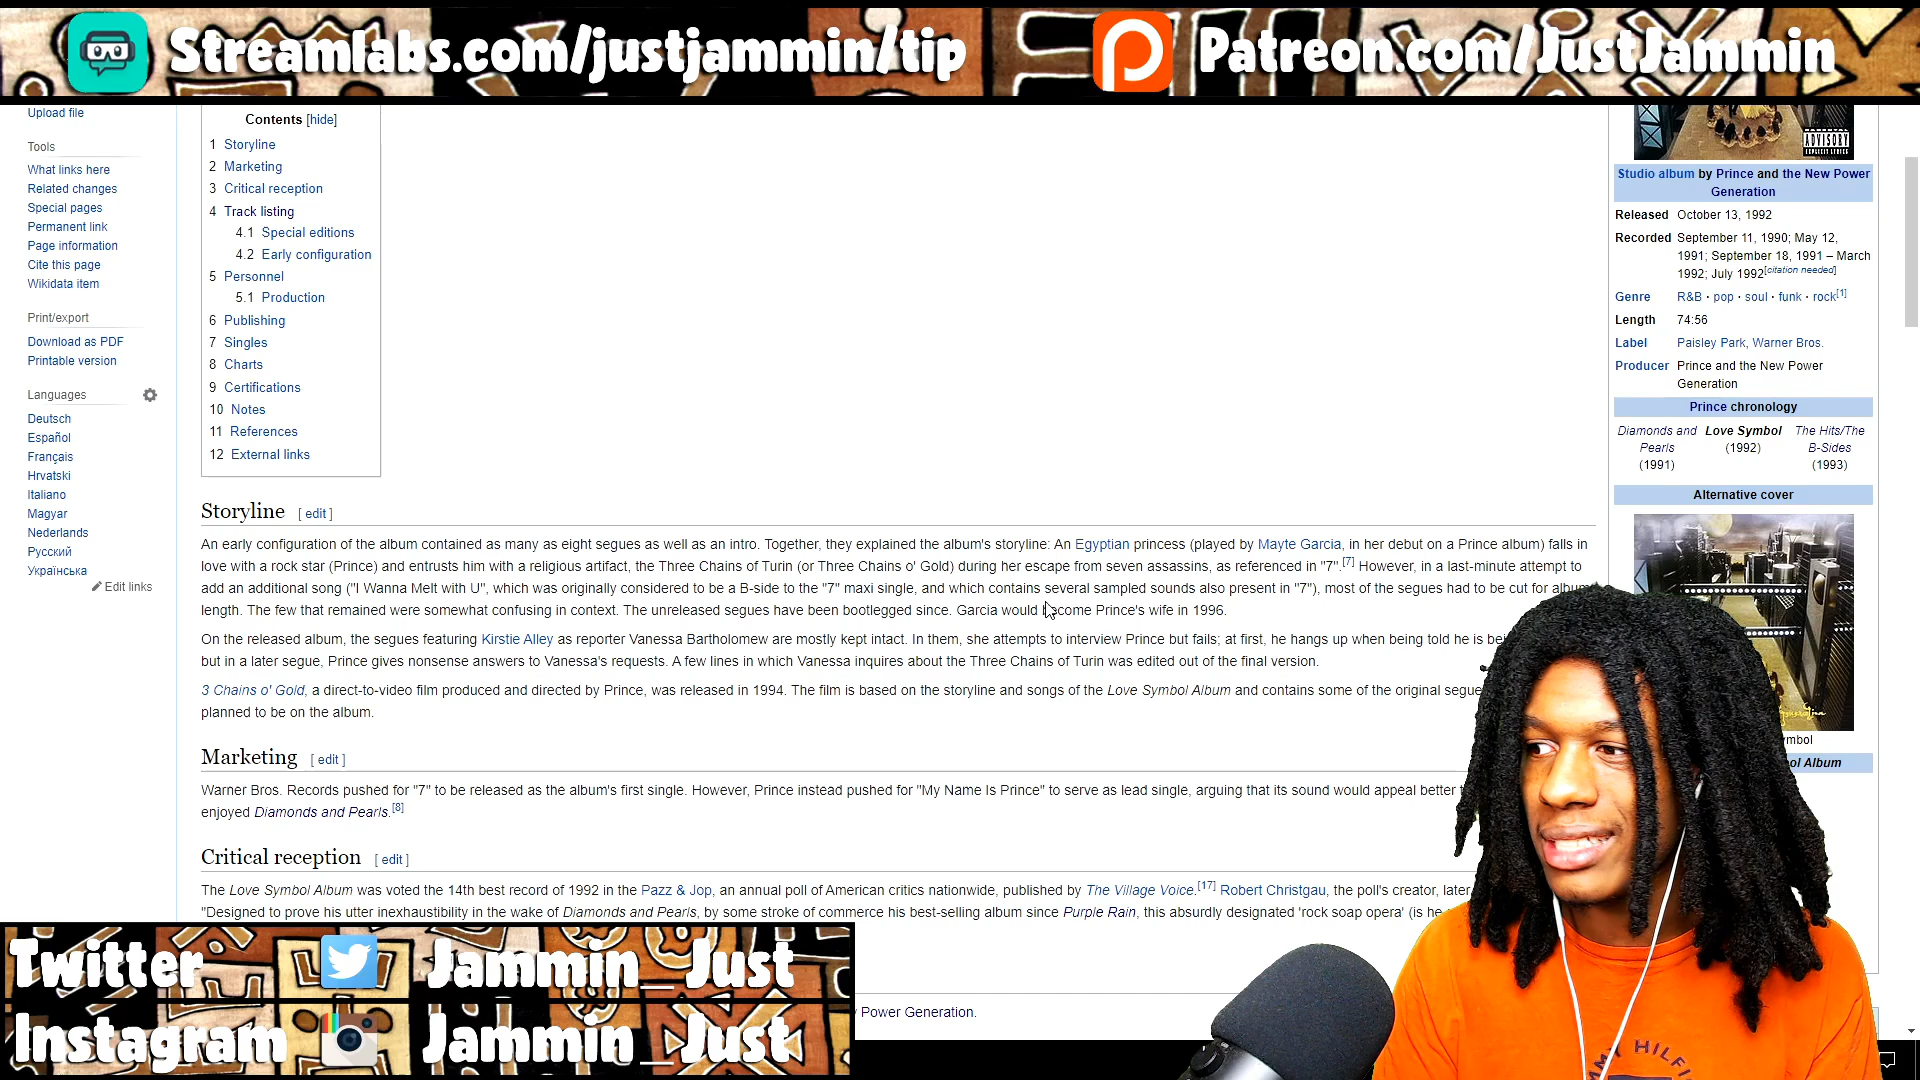 Streamlabs.com/justjammin/tip
Patreon.com/JustJammin
Upload file
Tools
What links here
Related changes
Special pages
Permanent link
Page information
Cite this page
Wikidata item
Print/export
Download as PDF
Printable version
Languages
Deutsch
Español
Français
Hrvatski
Italiano
Magyar
Nederlands
Русский
Українська
Edit links
Contents [hide]
1 Storyline
2 Marketing
3 Critical reception
4 Track listing
4.1 Special editions
4.2 Early configuration
5 Personnel
5.1 Production
6 Publishing
7 Singles
8 Charts
9 Certifications
10 Notes
11 References
12 External links
Storyline [ edit ]
An early configuration of the album contained as many as eight segues as well as an intro. Together, they explained the album's storyline: An Egyptian princess (played by Mayte Garcia, in her debut on a Prince album) falls in
love with a rock star (Prince) and entrusts him with a religious artifact, the Three Chains of Turin (or Three Chains o' Gold) during her escape from seven assassins, as referenced in "7".[7] However, in a last-minute attempt to
add an additional song ("I Wanna Melt with U", which was originally considered to be a B-side to the "7" maxi single, and which contains several sampled sounds also present in "7"), most of the segues had to be cut for album
length. The few that remained were somewhat confusing in context. The unreleased segues have been bootlegged since. Garcia would become Prince's wife in 1996.
On the released album, the segues featuring Kirstie Alley as reporter Vanessa Bartholomew are mostly kept intact. In them, she attempts to interview Prince but fails; at first, he hangs up when being told he is
but in a later segue, Prince gives nonsense answers to Vanessa's requests. A few lines in which Vanessa inquires about the Three Chains of Turin was edited out of the final version.
3 Chains o' Gold, a direct-to-video film produced and directed by Prince, was released in 1994. The film is based on the storyline and songs of the Love Symbol Album and contains some of the original
planned to be on the album.
Marketing [ edit ]
Warner Bros. Records pushed for "7" to be released as the album's first single. However, Prince instead pushed for "My Name Is Prince" to serve as lead single, arguing that its sound would appeal better
enjoyed Diamonds and Pearls.[8]
Critical reception [ edit ]
The Love Symbol Album was voted the 14th best record of 1992 in the Pazz & Jop, an annual poll of American critics nationwide, published by The Village Voice.[17] Robert Christgau, the poll's creator, later
"Designed to prove his utter inexhaustibility in the wake of Diamonds and Pearls, by some stroke of commerce his best-selling album since Purple Rain, this absurdly designated 'rock soap opera' (is he
Power Generation.
ADVISORY
Studio album by Prince and the New Power
Generation
Released October 13, 1992
Recorded September 11, 1990; May 12,
1991; September 18, 1991 – March
1992; July 1992[citation needed]
Genre R&B · pop · soul · funk · rock[1]
Length 74:56
Label Paisley Park, Warner Bros.
Producer Prince and the New Power
Generation
Prince chronology
Diamonds and Pearls (1991)
Love Symbol (1992)
The Hits/The B-Sides (1993)
Alternative cover
Album
Twitter Jammin_Just
Instagram Jammin_Just